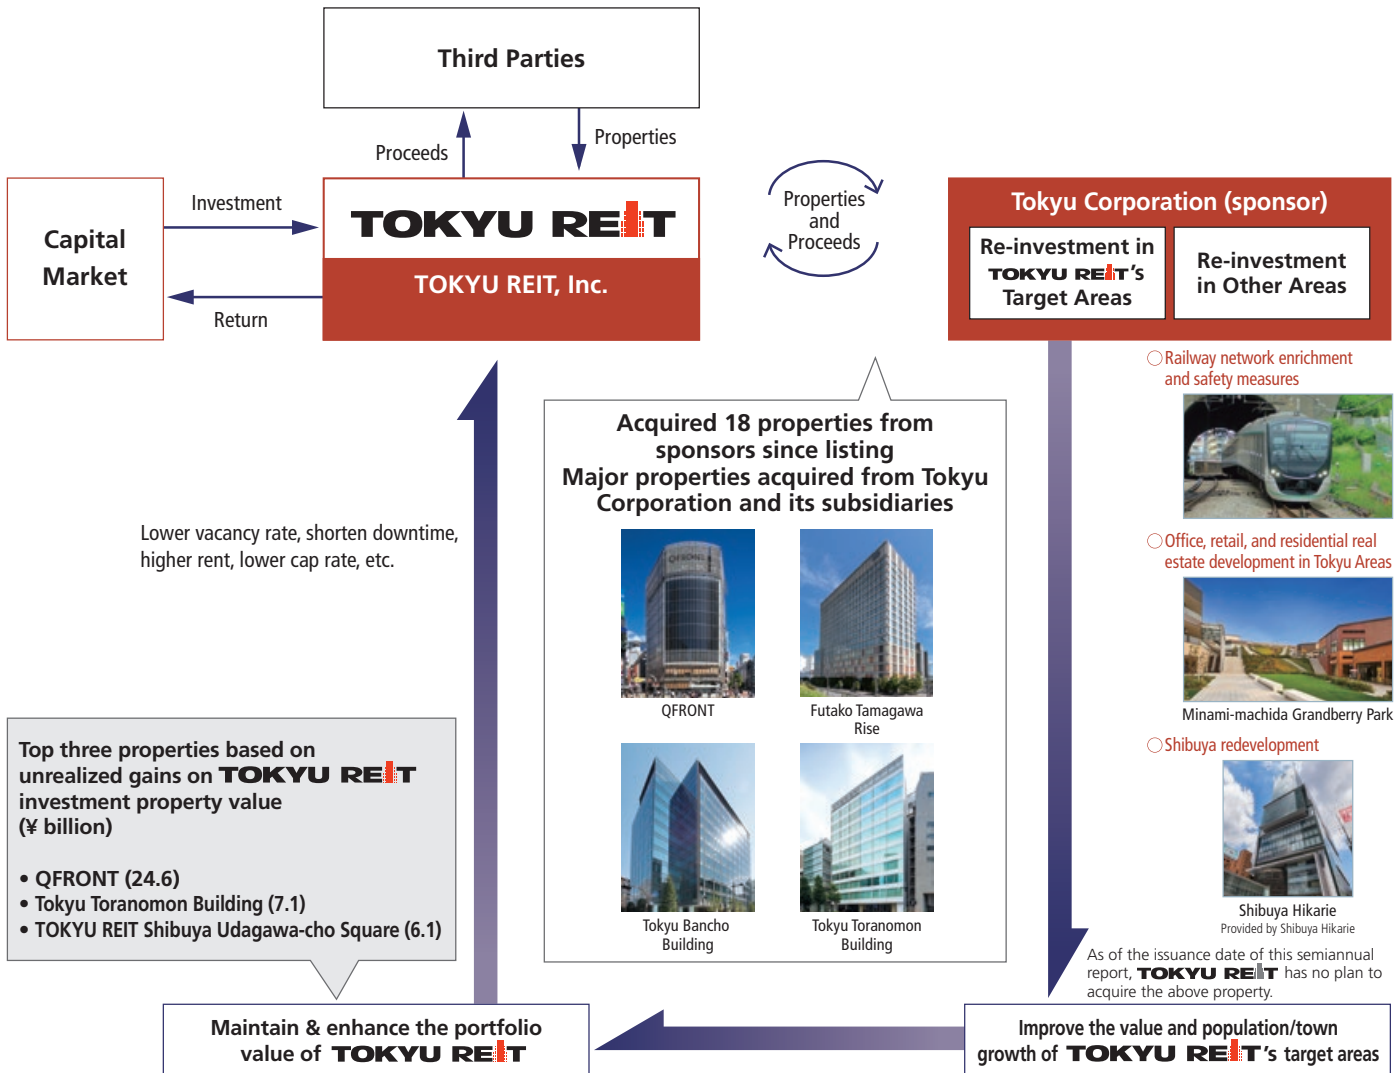 Third Parties
Proceeds
Properties
Capital
Market
Investment
Return
TOKYU REIT
TOKYU REIT, Inc.
Properties
and
Proceeds
Tokyu Corporation (sponsor)
Re-investment in
TOKYU REIT's
Target Areas
Re-investment
in Other Areas
○Railway network enrichment
and safety measures
○Office, retail, and residential real
estate development in Tokyu Areas
Minami-machida Grandberry Park
○Shibuya redevelopment
Shibuya Hikarie
Provided by Shibuya Hikarie
As of the issuance date of this semiannual
report, TOKYU REIT has no plan to
acquire the above property.
Acquired 18 properties from
sponsors since listing
Major properties acquired from Tokyu
Corporation and its subsidiaries
QFRONT
QFRONT
Futako Tamagawa
Rise
Tokyu Bancho
Building
Tokyu Toranomon
Building
Lower vacancy rate, shorten downtime,
higher rent, lower cap rate, etc.
Top three properties based on
unrealized gains on TOKYU REIT
investment property value
(¥ billion)
• QFRONT (24.6)
• Tokyu Toranomon Building (7.1)
• TOKYU REIT Shibuya Udagawa-cho Square (6.1)
Maintain & enhance the portfolio
value of TOKYU REIT
Improve the value and population/town
growth of TOKYU REIT's target areas